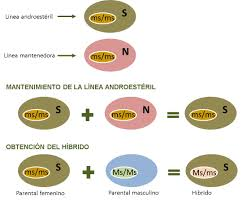 Línea androestéril
ms/ms S
Línea mantenedora
ms/ms N
MANTENIMIENTO DE LA LÍNEA ANDROESTÉRIL
ms/ms S + ms/ms N = ms/ms S
OBTENCIÓN DEL HÍBRIDO
ms/ms S + Ms/Ms = Ms/ms S
Parental femenino Parental masculino Híbrido